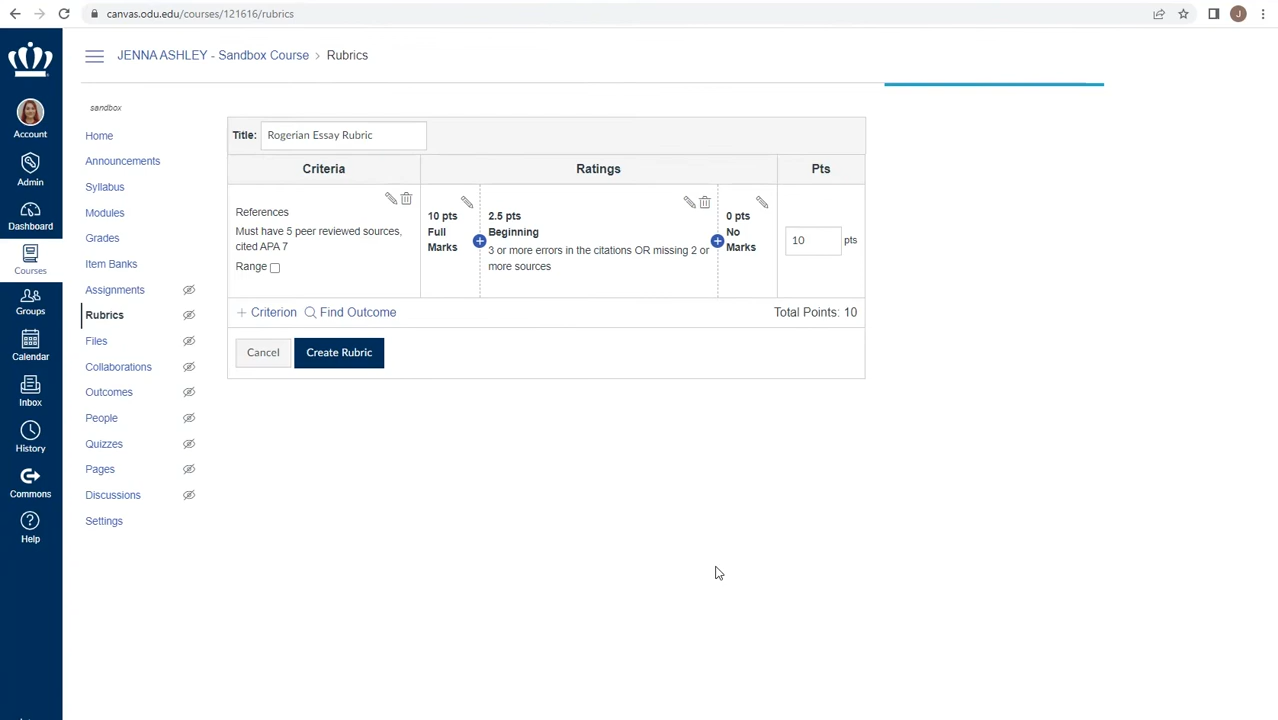 canvas.odu.edu/courses/121616/rubrics
J
JENNA ASHLEY - Sandbox Course > Rubrics
sandbox
Account
Admin
Dashboard
Courses
Groups
Calendar
Inbox
History
Commons
Help
Home
Announcements
Syllabus
Modules
Grades
Item Banks
Assignments
Rubrics
Files
Collaborations
Outcomes
People
Quizzes
Pages
Discussions
Settings
Title: Rogerian Essay Rubric
Criteria Ratings Pts
References
Must have 5 peer reviewed sources,
cited APA 7
Range
10 pts
Full
Marks
2.5 pts
Beginning
3 or more errors in the citations OR missing 2 or
more sources
0 pts
No
Marks
10 pts
+ Criterion Find Outcome Total Points: 10
Cancel Create Rubric